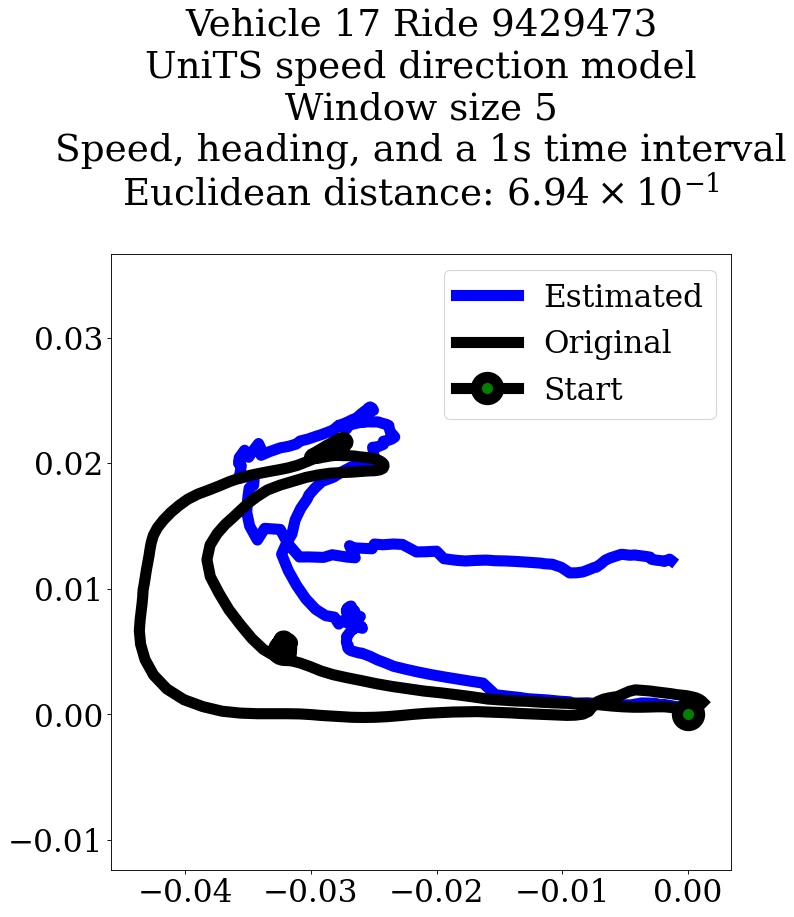 Vehicle 17 Ride 9429473
UniTS speed direction model
Window size 5
Speed, heading, and a 1s time interval
Euclidean distance: 6.94 × 10⁻¹
Estimated
Original
Start
0.03
0.02
0.01
0.00
−0.01
−0.04 −0.03 −0.02 −0.01 0.00